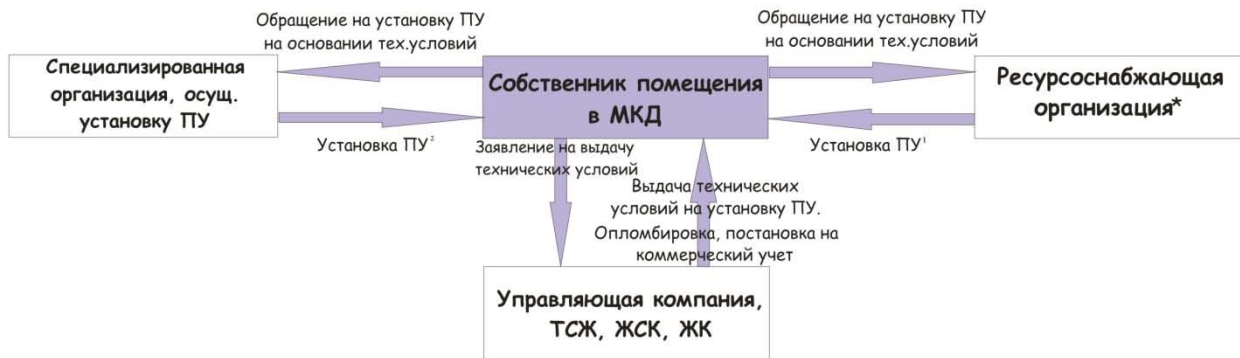 Обращение на установку ПУ
на основании тех.условий
Обращение на установку ПУ
на основании тех.условий
Специализированная
организация, осущ.
установку ПУ
Собственник помещения
в МКД
Ресурсоснабжающая
организация*
Установка ПУ²
Заявление на выдачу
технических условий
Установка ПУ¹
Выдача технических
условий на установку ПУ.
Опломбировка, постановка на
коммерческий учет
Управляющая компания,
ТСЖ, ЖСК, ЖК